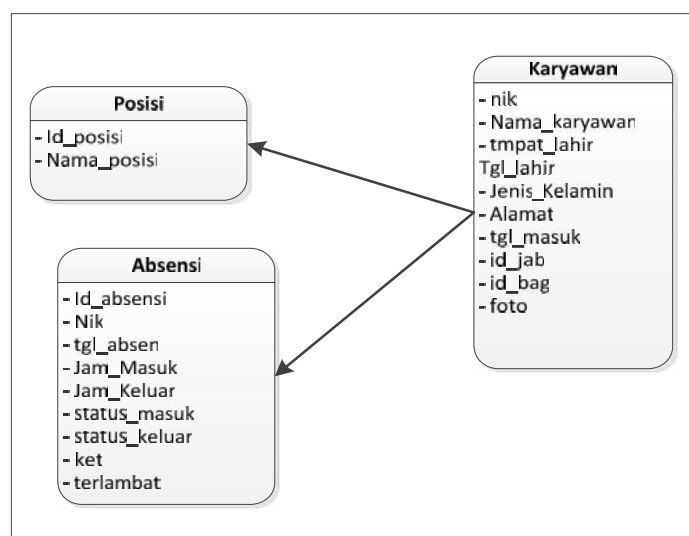 Posisi
- Id_posisi
- Nama_posisi
Absensi
- Id_absensi
- Nik
- tgl_absen
- Jam_Masuk
- Jam_Keluar
- status_masuk
- status_keluar
- ket
- terlambat
Karyawan
- nik
- Nama_karyawan
- tmpat_lahir
Tgl_lahir
- Jenis_Kelamin
- Alamat
- tgl_masuk
- id_jab
- id_bag
- foto